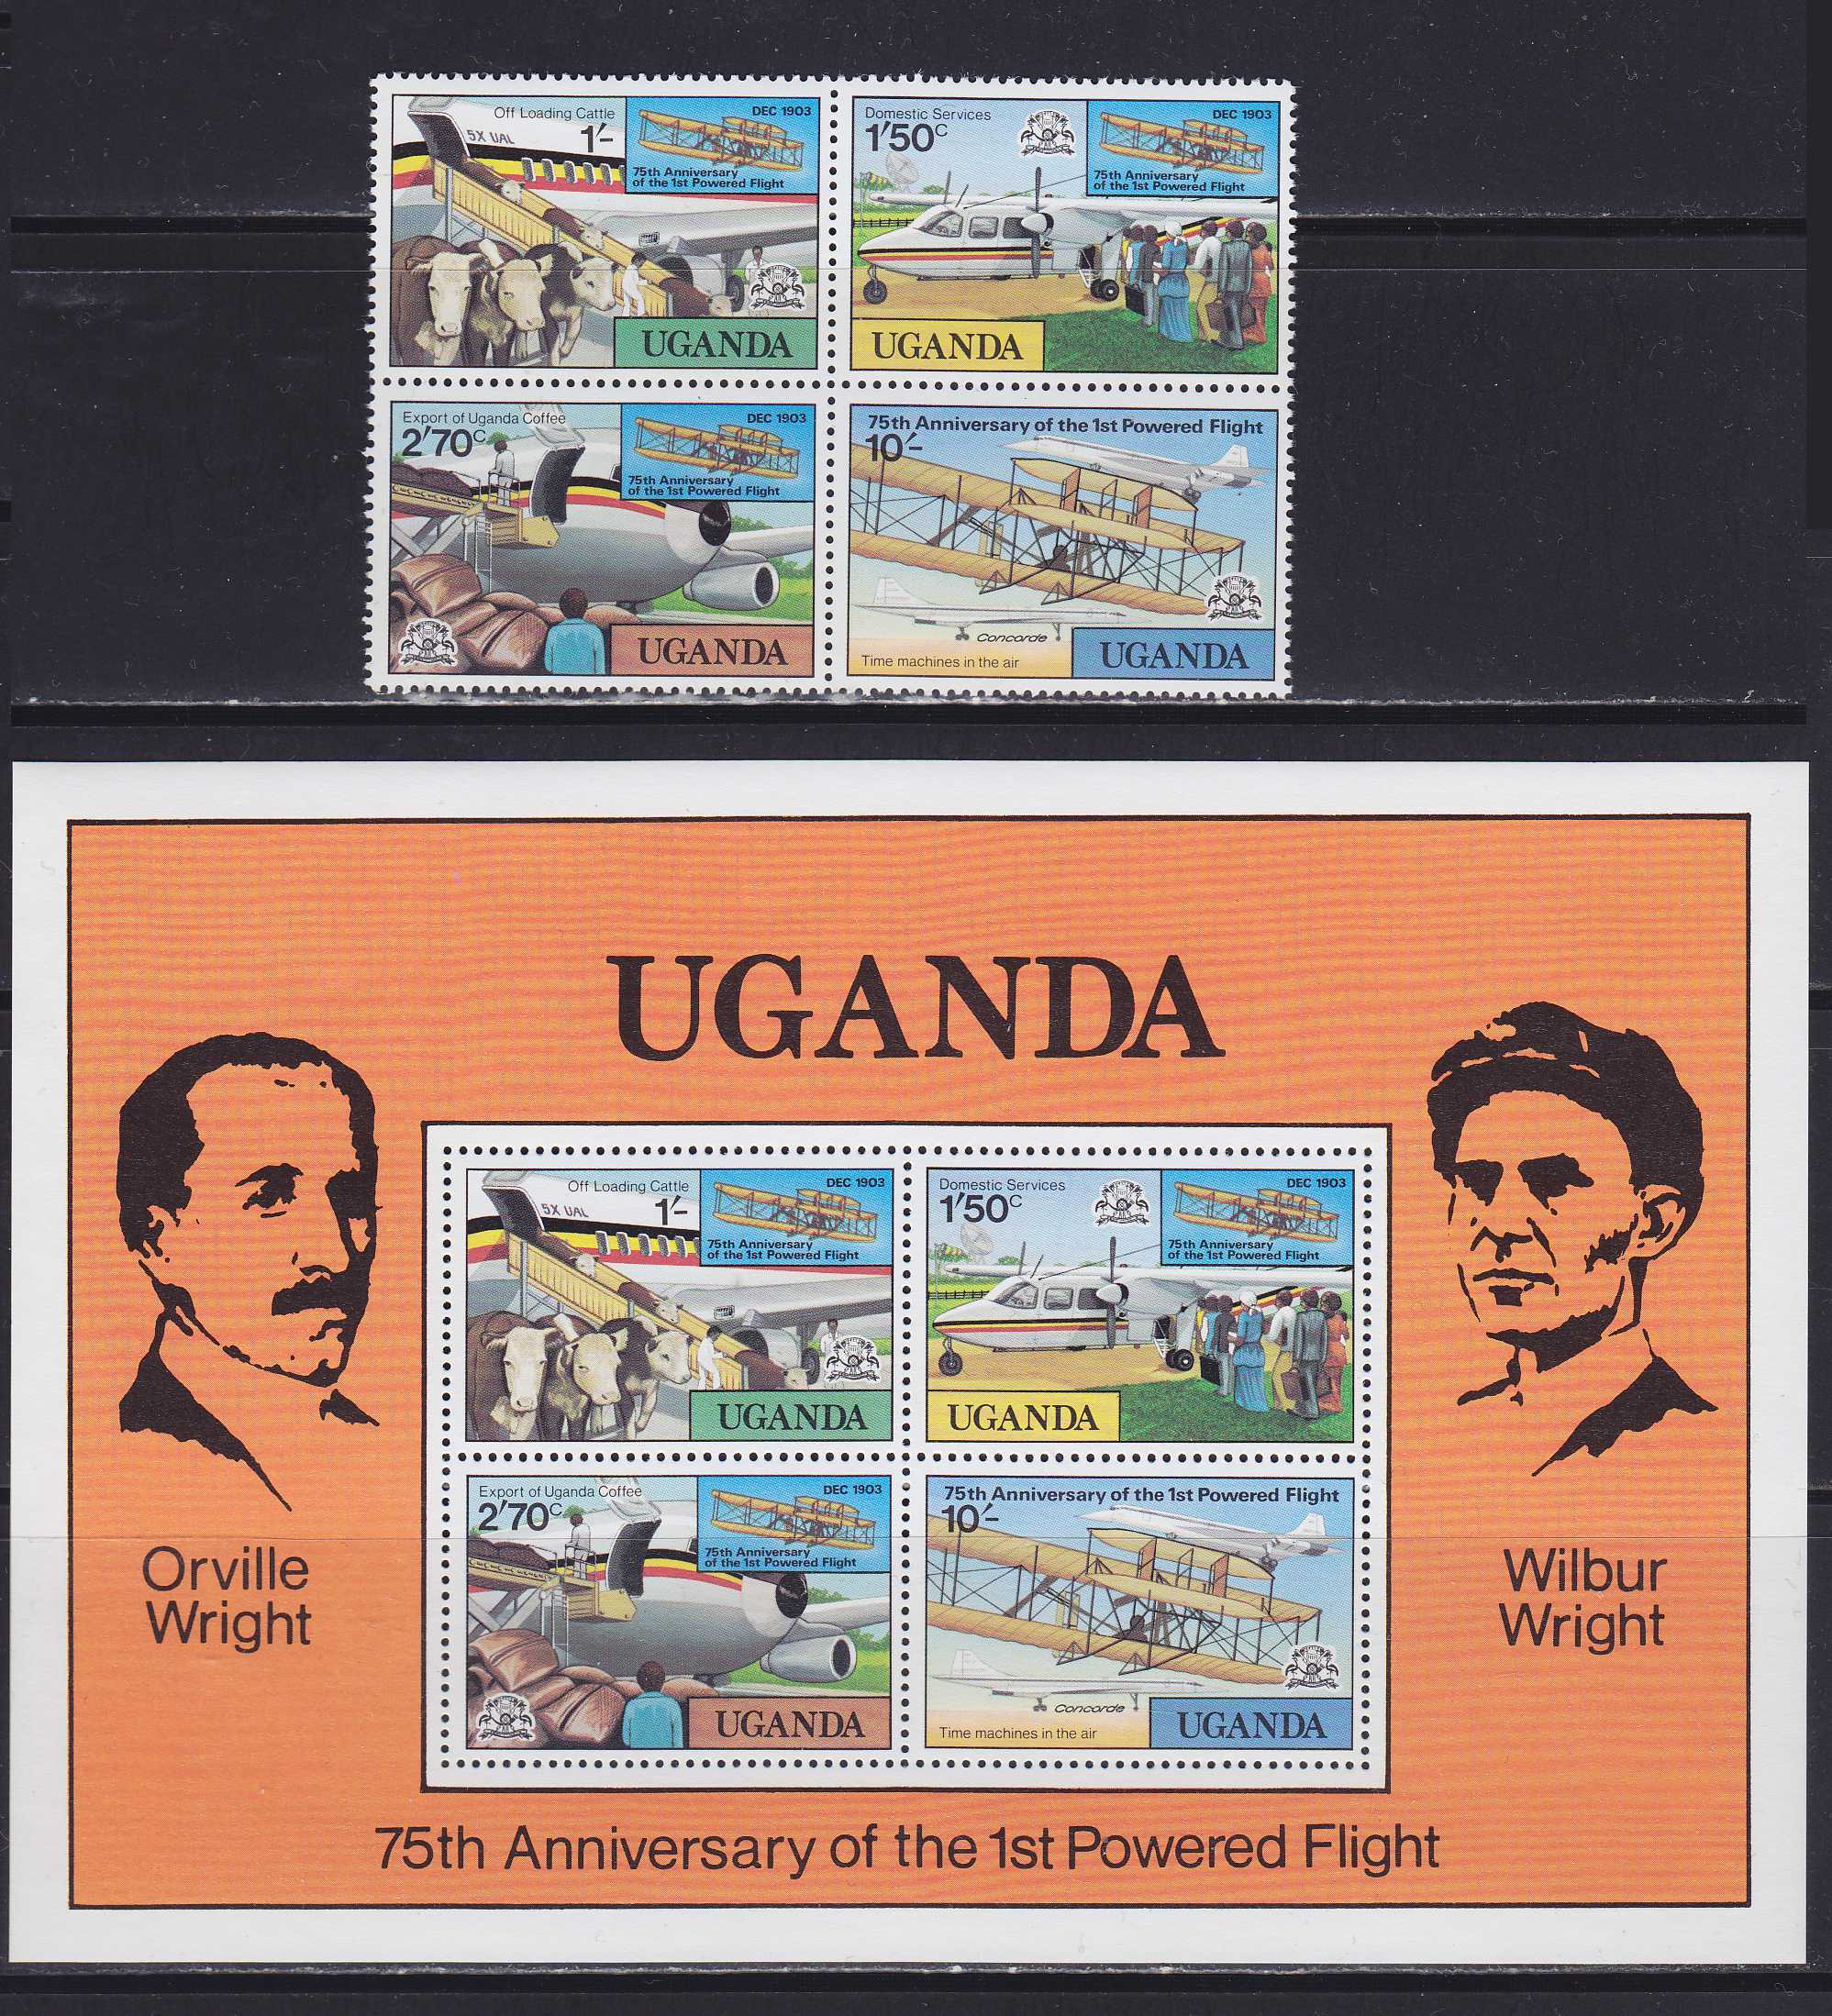 Off Loading Cattle
1'-
5X UAL
DEC 1903
75th Anniversary
of the 1st Powered Flight
UGANDA
Domestic Services
1'50c
DEC 1903
75th Anniversary
of the 1st Powered Flight
UGANDA
Export of Uganda Coffee
2'70c
DEC 1903
75th Anniversary
of the 1st Powered Flight
UGANDA
75th Anniversary of the 1st Powered Flight
10'-
Concorde
Time machines in the air
UGANDA
UGANDA
Off Loading Cattle
1'-
5X UAL
DEC 1903
75th Anniversary
of the 1st Powered Flight
UGANDA
Domestic Services
1'50c
DEC 1903
75th Anniversary
of the 1st Powered Flight
UGANDA
Export of Uganda Coffee
2'70c
DEC 1903
75th Anniversary
of the 1st Powered Flight
UGANDA
75th Anniversary of the 1st Powered Flight
10'-
Concorde
Time machines in the air
UGANDA
Orville
Wright
Wilbur
Wright
75th Anniversary of the 1st Powered Flight